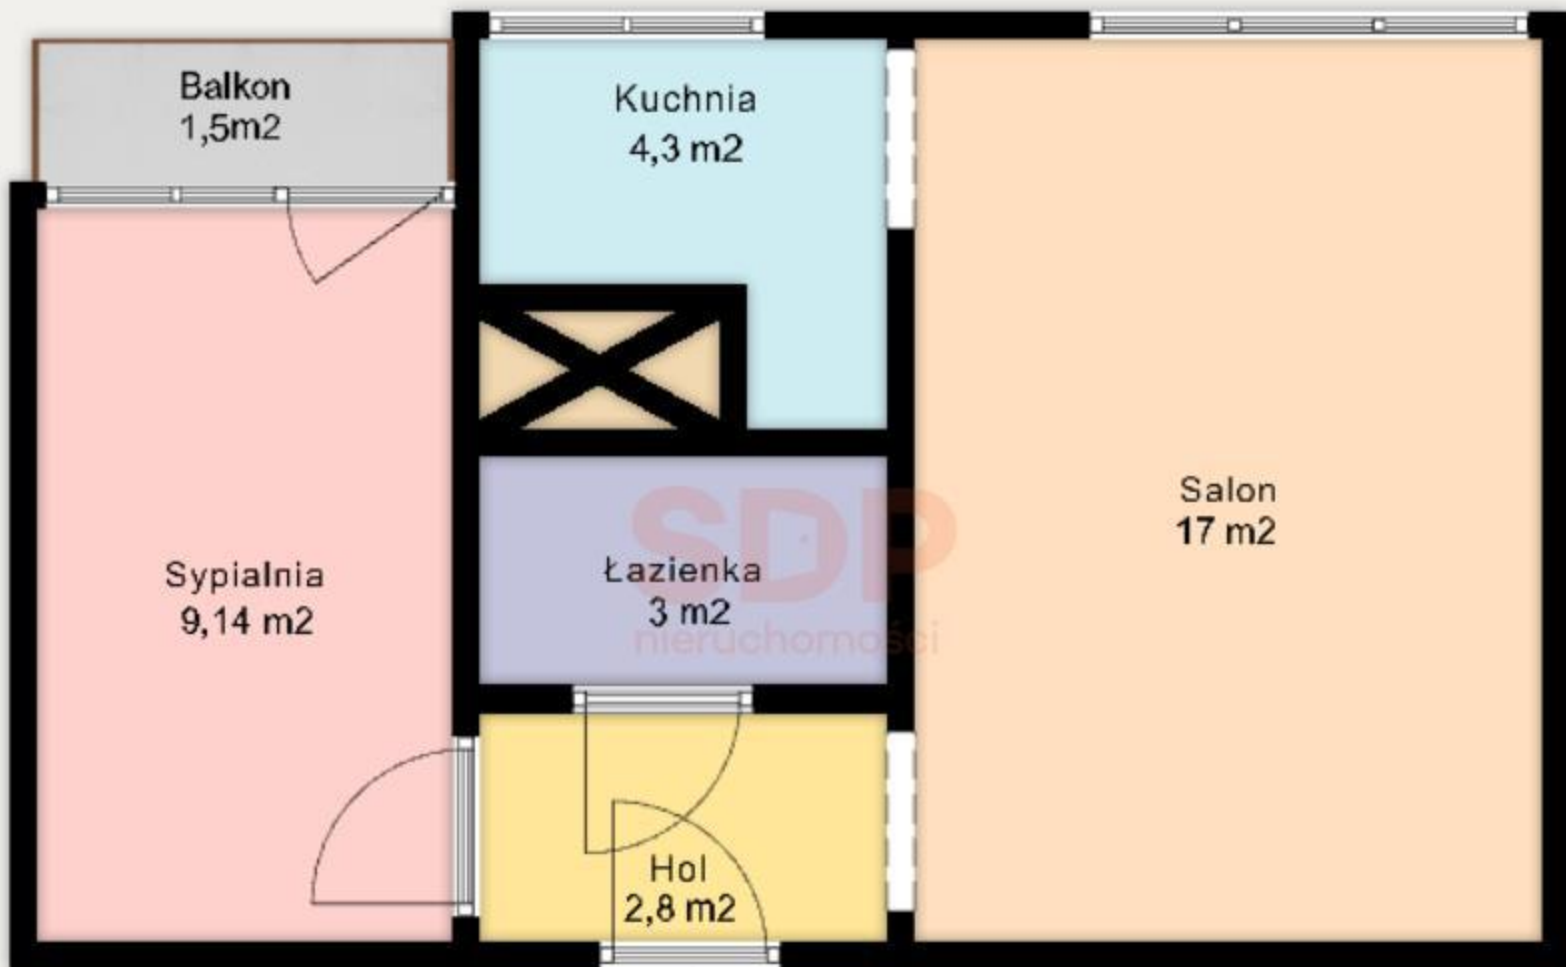 Balkon
1,5m2
Kuchnia
4,3 m2
Salon
17 m2
Sypialnia
9,14 m2
SDP
Łazienka
3 m2
nieruchomości
Hol
2,8 m2